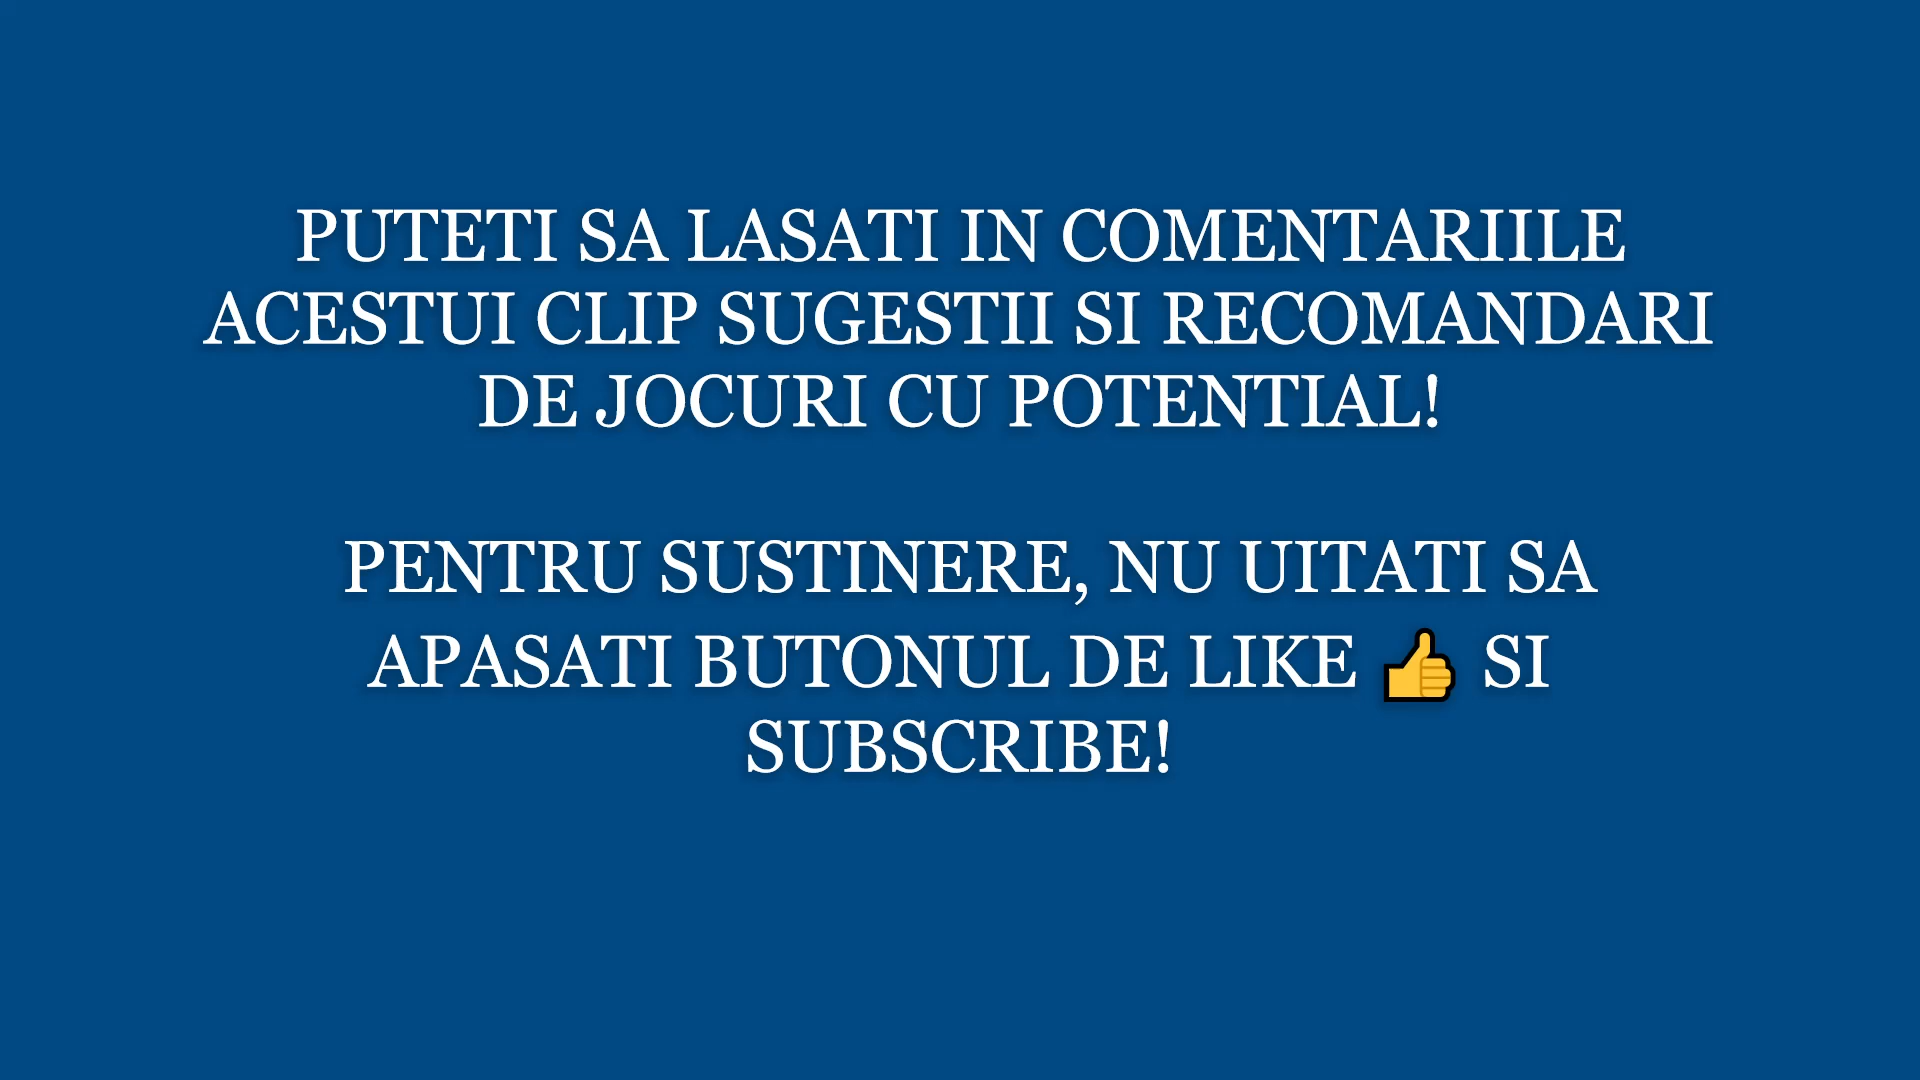 PUTETI SA LASATI IN COMENTARIILE
ACESTUI CLIP SUGESTII SI RECOMANDARI
DE JOCURI CU POTENTIAL!
PENTRU SUSTINERE, NU UITATI SA
APASATI BUTONUL DE LIKE 👍 SI
SUBSCRIBE!